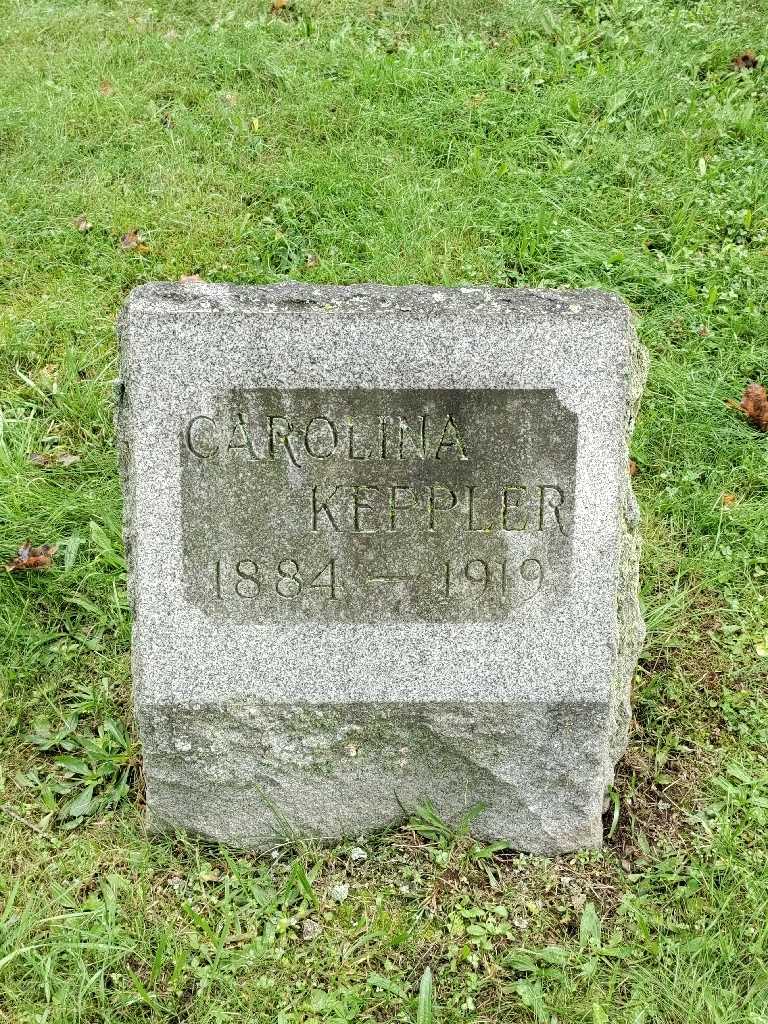 CAROLINA
KEPPLER
1884 — 1919